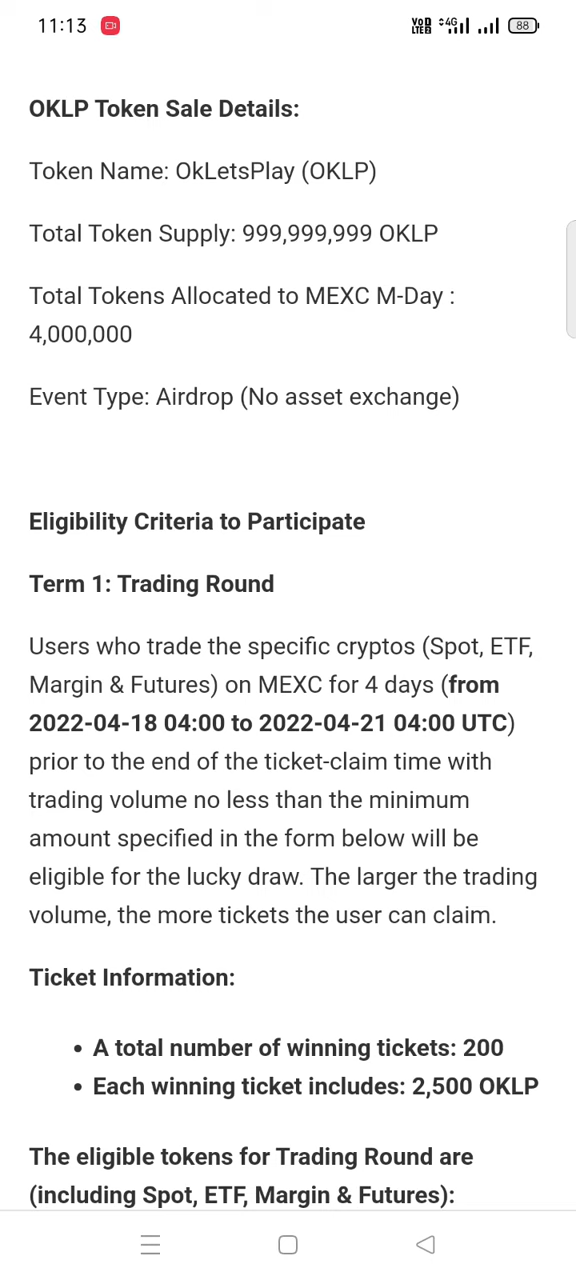 11:13
VoD LTE2 4G 88
OKLP Token Sale Details:
Token Name: OkLetsPlay (OKLP)
Total Token Supply: 999,999,999 OKLP
Total Tokens Allocated to MEXC M-Day :
4,000,000
Event Type: Airdrop (No asset exchange)
Eligibility Criteria to Participate
Term 1: Trading Round
Users who trade the specific cryptos (Spot, ETF,
Margin & Futures) on MEXC for 4 days (from
2022-04-18 04:00 to 2022-04-21 04:00 UTC)
prior to the end of the ticket-claim time with
trading volume no less than the minimum
amount specified in the form below will be
eligible for the lucky draw. The larger the trading
volume, the more tickets the user can claim.
Ticket Information:
• A total number of winning tickets: 200
• Each winning ticket includes: 2,500 OKLP
The eligible tokens for Trading Round are
(including Spot, ETF, Margin & Futures):